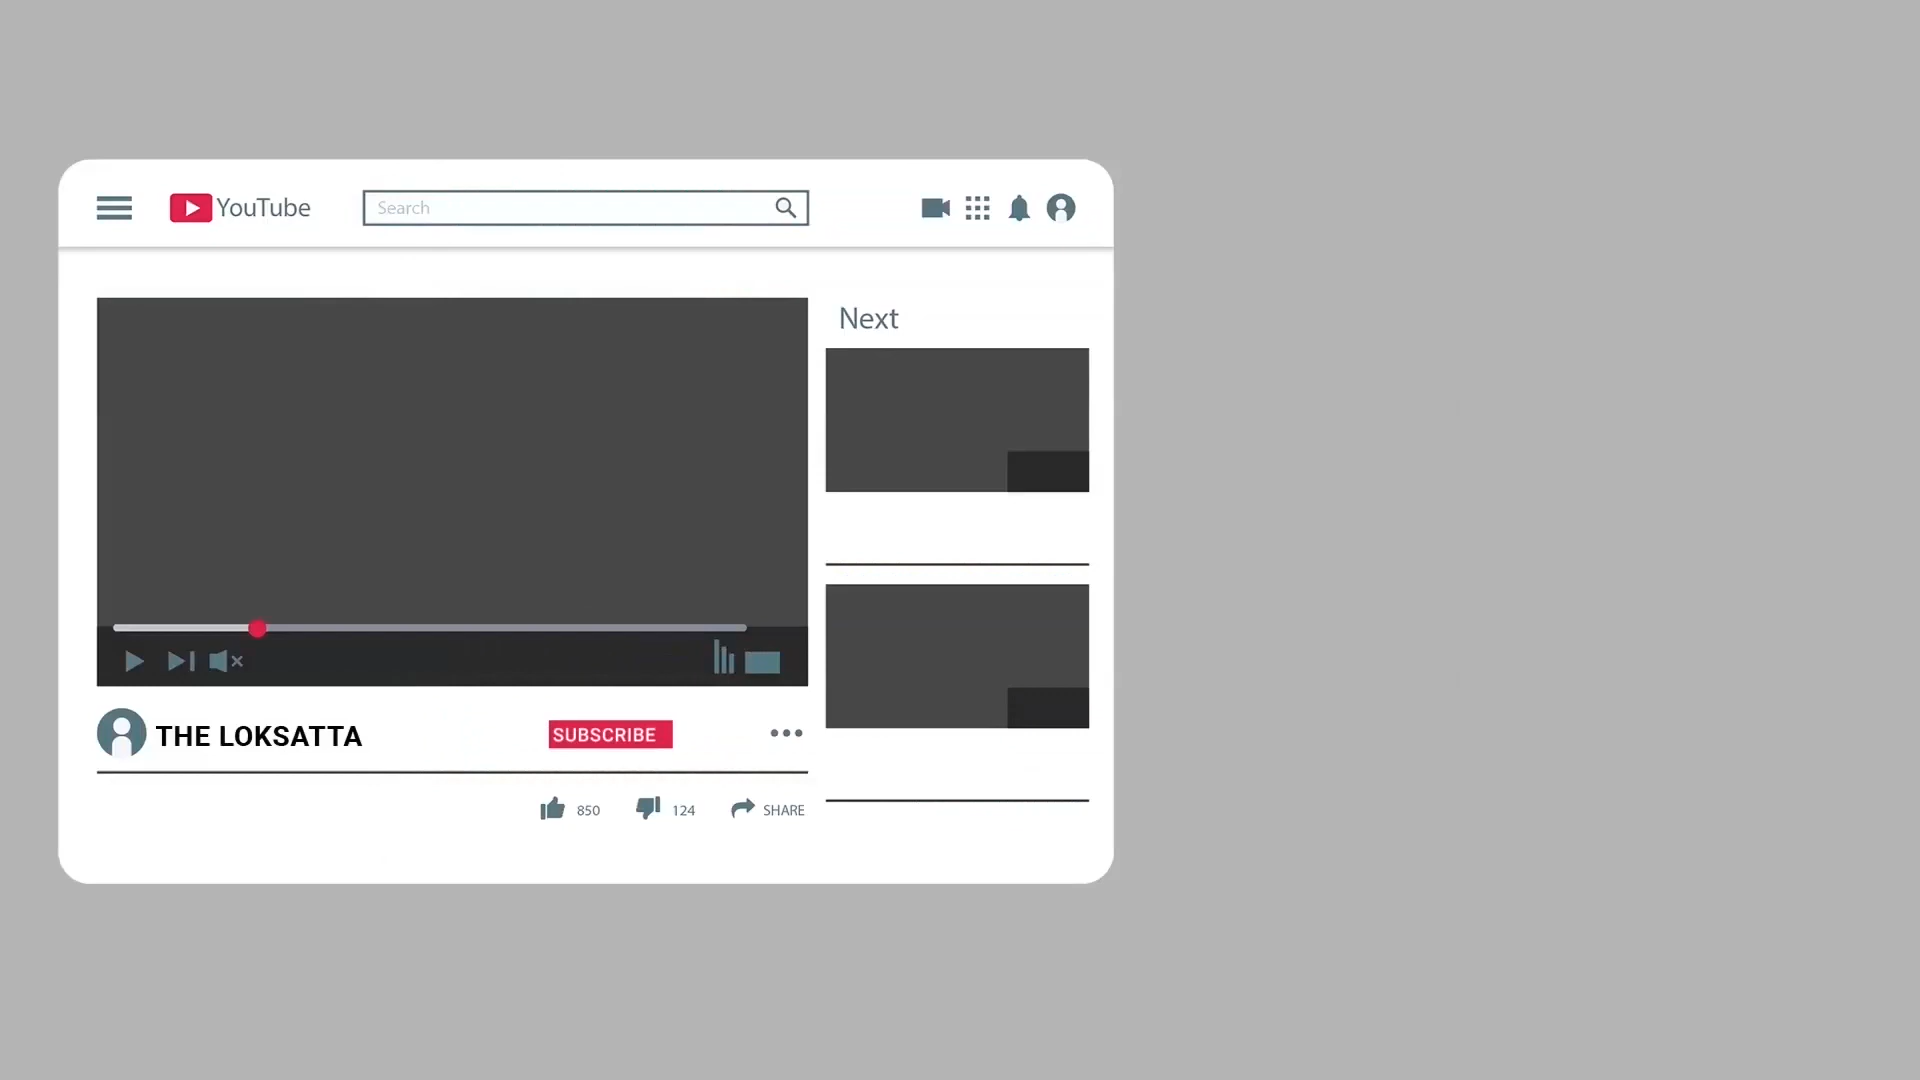 YouTube
Search
Next
THE LOKSATTA
SUBSCRIBE
850
124
SHARE